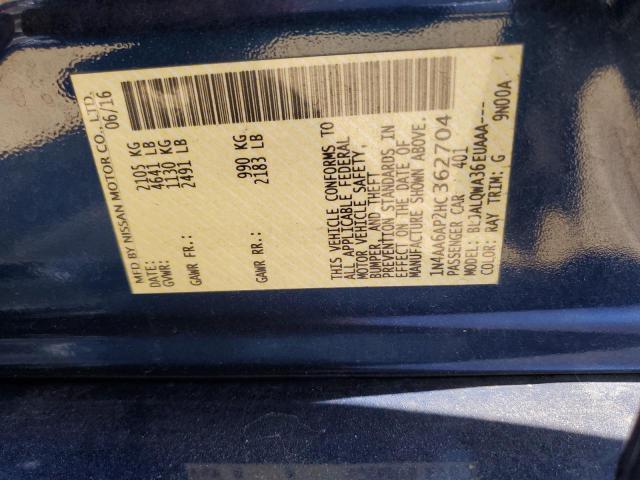 MFD BY NISSAN MOTOR CO., LTD.
DATE: 06/16
GVWR: 2105 KG
4641 LB
GAWR FR: 1130 KG
2491 LB
GAWR RR: 990 KG
2183 LB
THIS VEHICLE CONFORMS TO
ALL APPLICABLE FEDERAL
MOTOR VEHICLE SAFETY,
BUMPER, AND THEFT
PREVENTION STANDARDS IN
EFFECT ON THE DATE OF
MANUFACTURE SHOWN ABOVE.
1N4AA6AP2HC362704
PASSENGER CAR 401
MODEL: BLJALQWA36EUAAA---
COLOR: RAY TRIM: G 9N00A